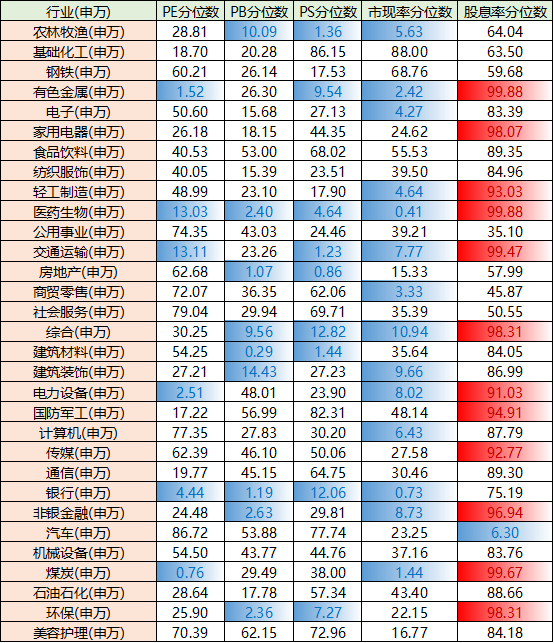 行业(申万) PE分位数 PB分位数 PS分位数 市现率分位数 股息率分位数
农林牧渔(申万) 28.81 10.09 1.36 5.63 64.04
基础化工(申万) 18.70 20.28 86.15 88.00 63.50
钢铁(申万) 60.21 26.14 17.53 68.76 59.68
有色金属(申万) 1.52 26.30 9.54 2.42 99.88
电子(申万) 50.60 15.68 27.13 4.27 83.39
家用电器(申万) 26.18 18.15 44.35 24.62 98.07
食品饮料(申万) 40.53 53.00 68.02 55.53 89.35
纺织服饰(申万) 40.05 15.39 23.51 39.50 84.96
轻工制造(申万) 48.99 23.10 17.90 4.64 93.03
医药生物(申万) 13.03 2.40 4.64 0.41 99.88
公用事业(申万) 74.35 43.03 24.46 39.21 35.10
交通运输(申万) 13.11 23.26 1.23 7.77 99.47
房地产(申万) 62.68 1.07 0.86 15.33 57.99
商贸零售(申万) 72.07 36.35 62.06 3.33 45.87
社会服务(申万) 79.04 29.94 69.71 35.39 50.55
综合(申万) 30.25 9.56 12.82 10.94 98.31
建筑材料(申万) 54.25 0.29 1.44 35.64 84.05
建筑装饰(申万) 27.21 14.43 27.23 9.66 86.99
电力设备(申万) 2.51 48.01 23.90 8.02 91.03
国防军工(申万) 17.22 56.99 82.31 48.14 94.91
计算机(申万) 77.35 27.83 30.20 6.43 87.79
传媒(申万) 62.39 46.10 50.06 27.58 92.77
通信(申万) 19.77 45.15 64.75 30.46 89.30
银行(申万) 4.44 1.19 12.06 0.73 75.19
非银金融(申万) 24.48 2.63 29.81 8.73 96.94
汽车(申万) 86.72 53.88 77.74 23.25 6.30
机械设备(申万) 54.50 43.77 44.76 37.16 83.76
煤炭(申万) 0.76 29.49 38.00 1.44 99.67
石油石化(申万) 28.64 17.78 57.34 43.40 88.66
环保(申万) 25.90 2.36 7.27 22.15 98.31
美容护理(申万) 70.39 62.15 72.96 16.77 84.18